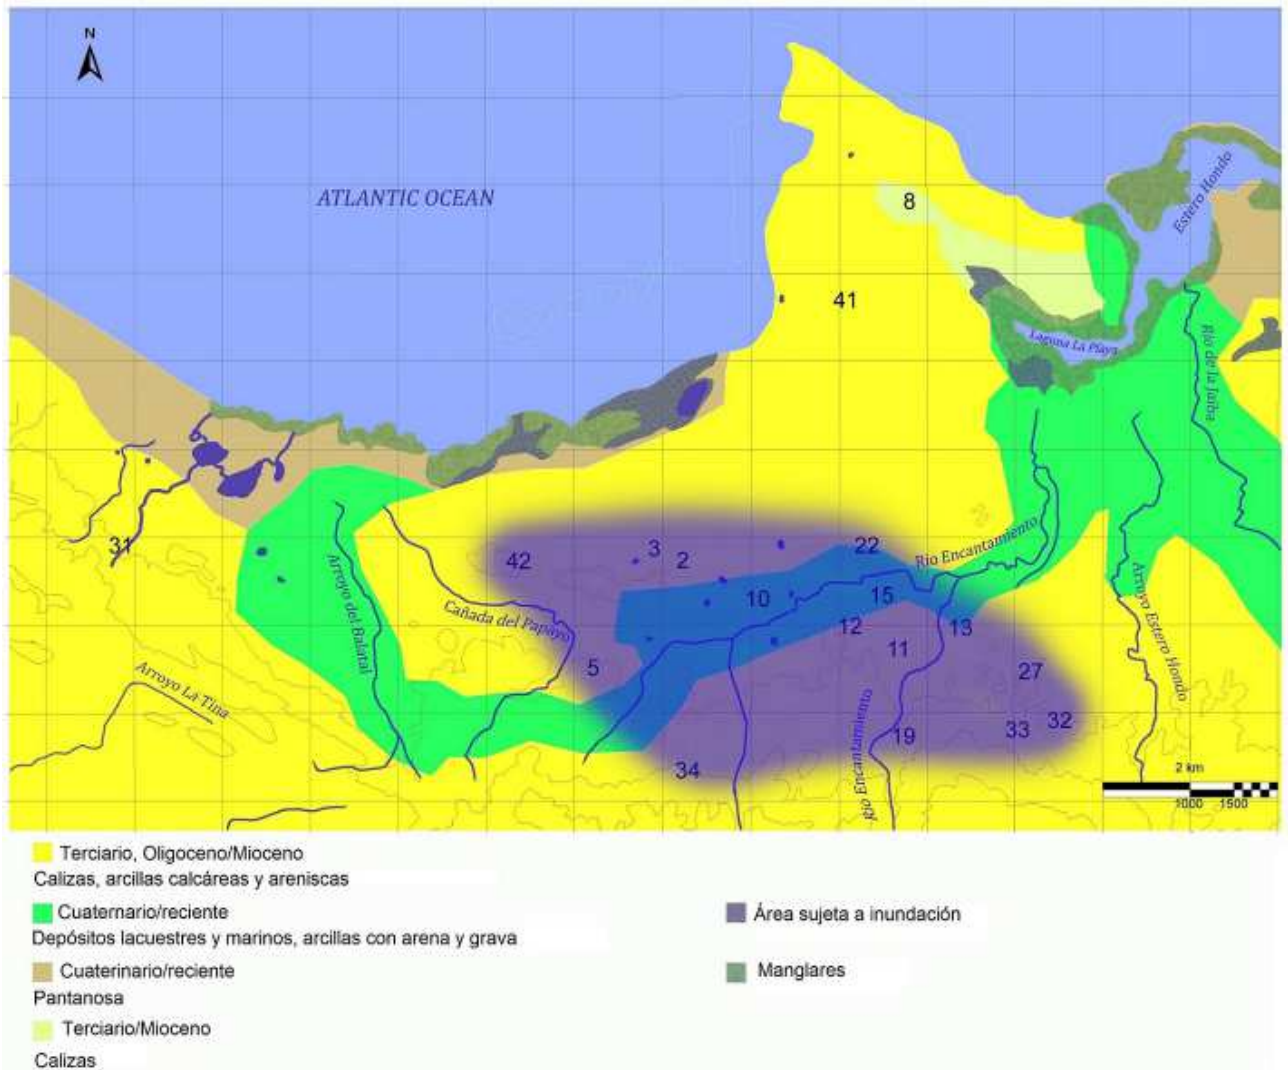 N
ATLANTIC OCEAN
8
Estero Hondo
41
Laguna La Playa
Río de la Jaiba
31
42
3
2
22
Río Encantamiento
10
15
Arroyo del Balatal
Cañada del Papayo
12
13
11
5
27
Arroyo Estero Hondo
Arroyo La Tina
32
33
19
34
Río Encantamiento
2 km
1000 1500
Terciario, Oligoceno/Mioceno
Calizas, arcillas calcáreas y areniscas
Cuaternario/reciente
Depósitos lacuestres y marinos, arcillas con arena y grava
Cuaterinario/reciente
Pantanosa
Terciario/Mioceno
Calizas
Área sujeta a inundación
Manglares